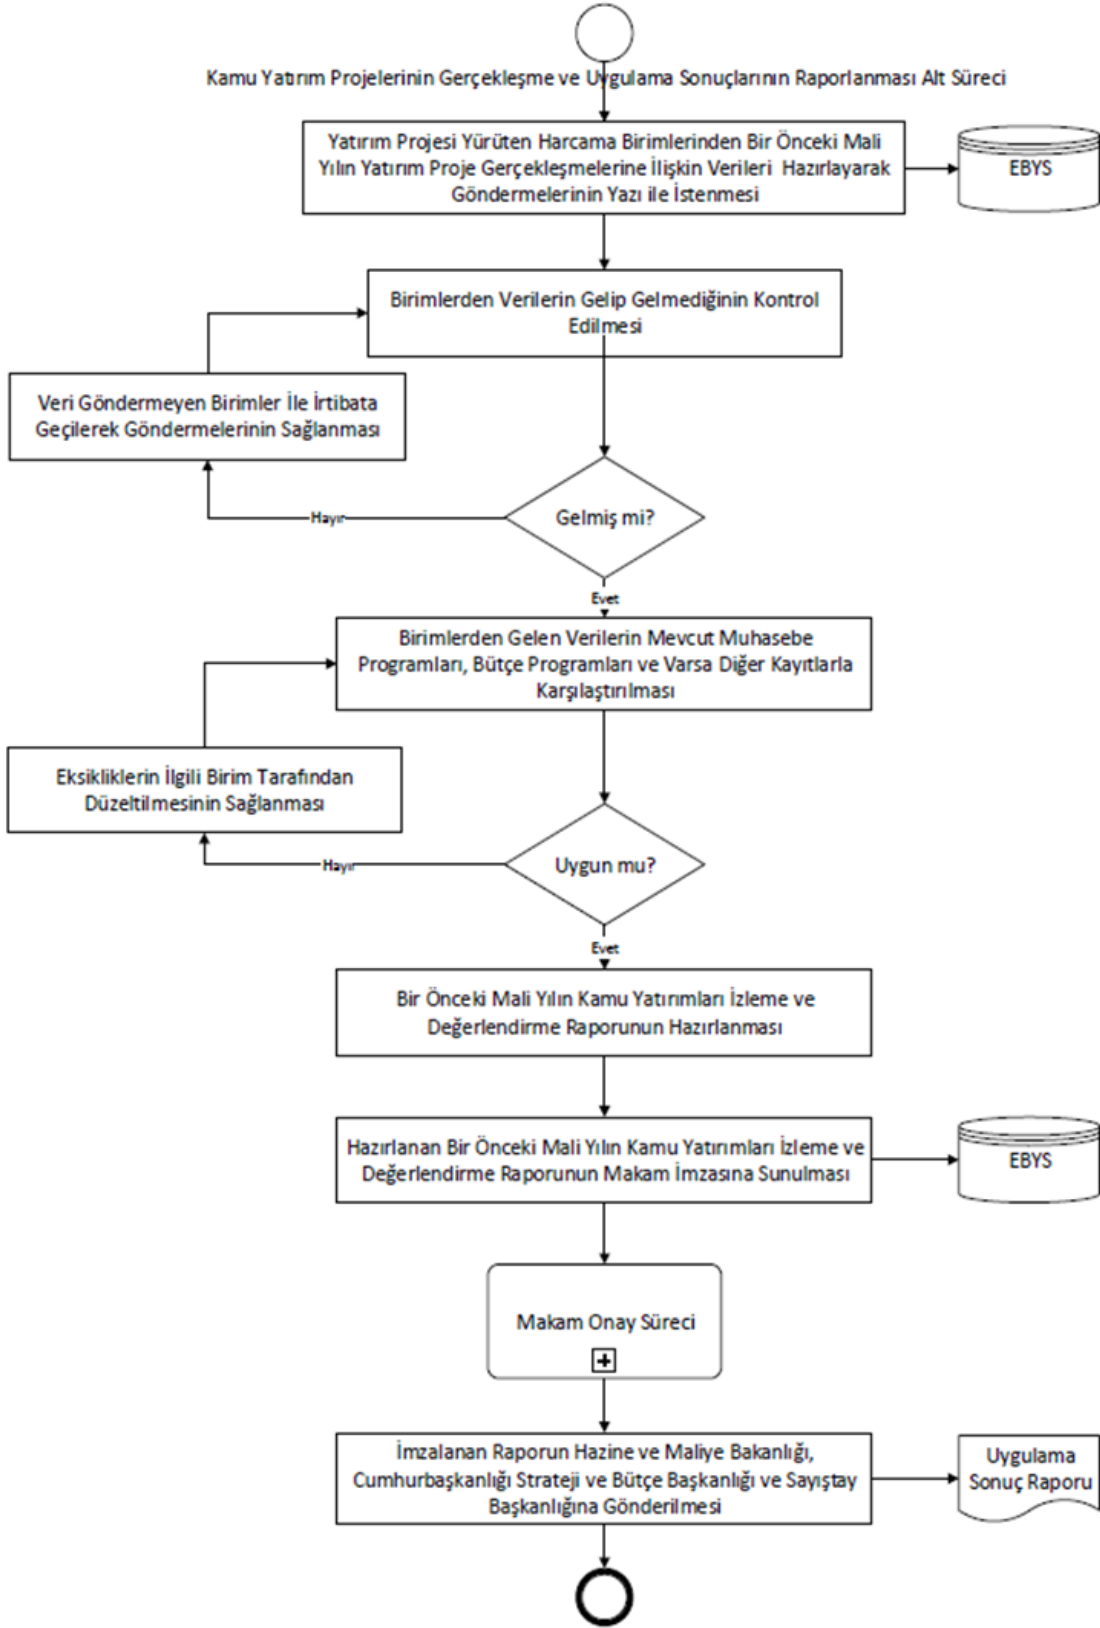 Kamu Yatırım Projelerinin Gerçekleşme ve Uygulama Sonuçlarının Raporlanması Alt Süreci
Yatırım Projesi Yürüten Harcama Birimlerinden Bir Önceki Mali
Yılın Yatırım Proje Gerçekleşmelerine İlişkin Verileri Hazırlayarak
Göndermelerinin Yazı ile İstenmesi
EBYS
Birimlerden Verilerin Gelip Gelmediğinin Kontrol
Edilmesi
Veri Göndermeyen Birimler İle İrtibata
Geçilerek Göndermelerinin Sağlanması
Gelmiş mi?
Hayır
Evet
Birimlerden Gelen Verilerin Mevcut Muhasebe
Programları, Bütçe Programları ve Varsa Diğer Kayıtlarla
Karşılaştırılması
Eksikliklerin İlgili Birim Tarafından
Düzeltilmesinin Sağlanması
Uygun mu?
Hayır
Evet
Bir Önceki Mali Yılın Kamu Yatırımları İzleme ve
Değerlendirme Raporunun Hazırlanması
Hazırlanan Bir Önceki Mali Yılın Kamu Yatırımları İzleme ve
Değerlendirme Raporunun Makam İmzasına Sunulması
EBYS
Makam Onay Süreci
İmzalanan Raporun Hazine ve Maliye Bakanlığı,
Cumhurbaşkanlığı Strateji ve Bütçe Başkanlığı ve Sayıştay
Başkanlığına Gönderilmesi
Uygulama
Sonuç Raporu